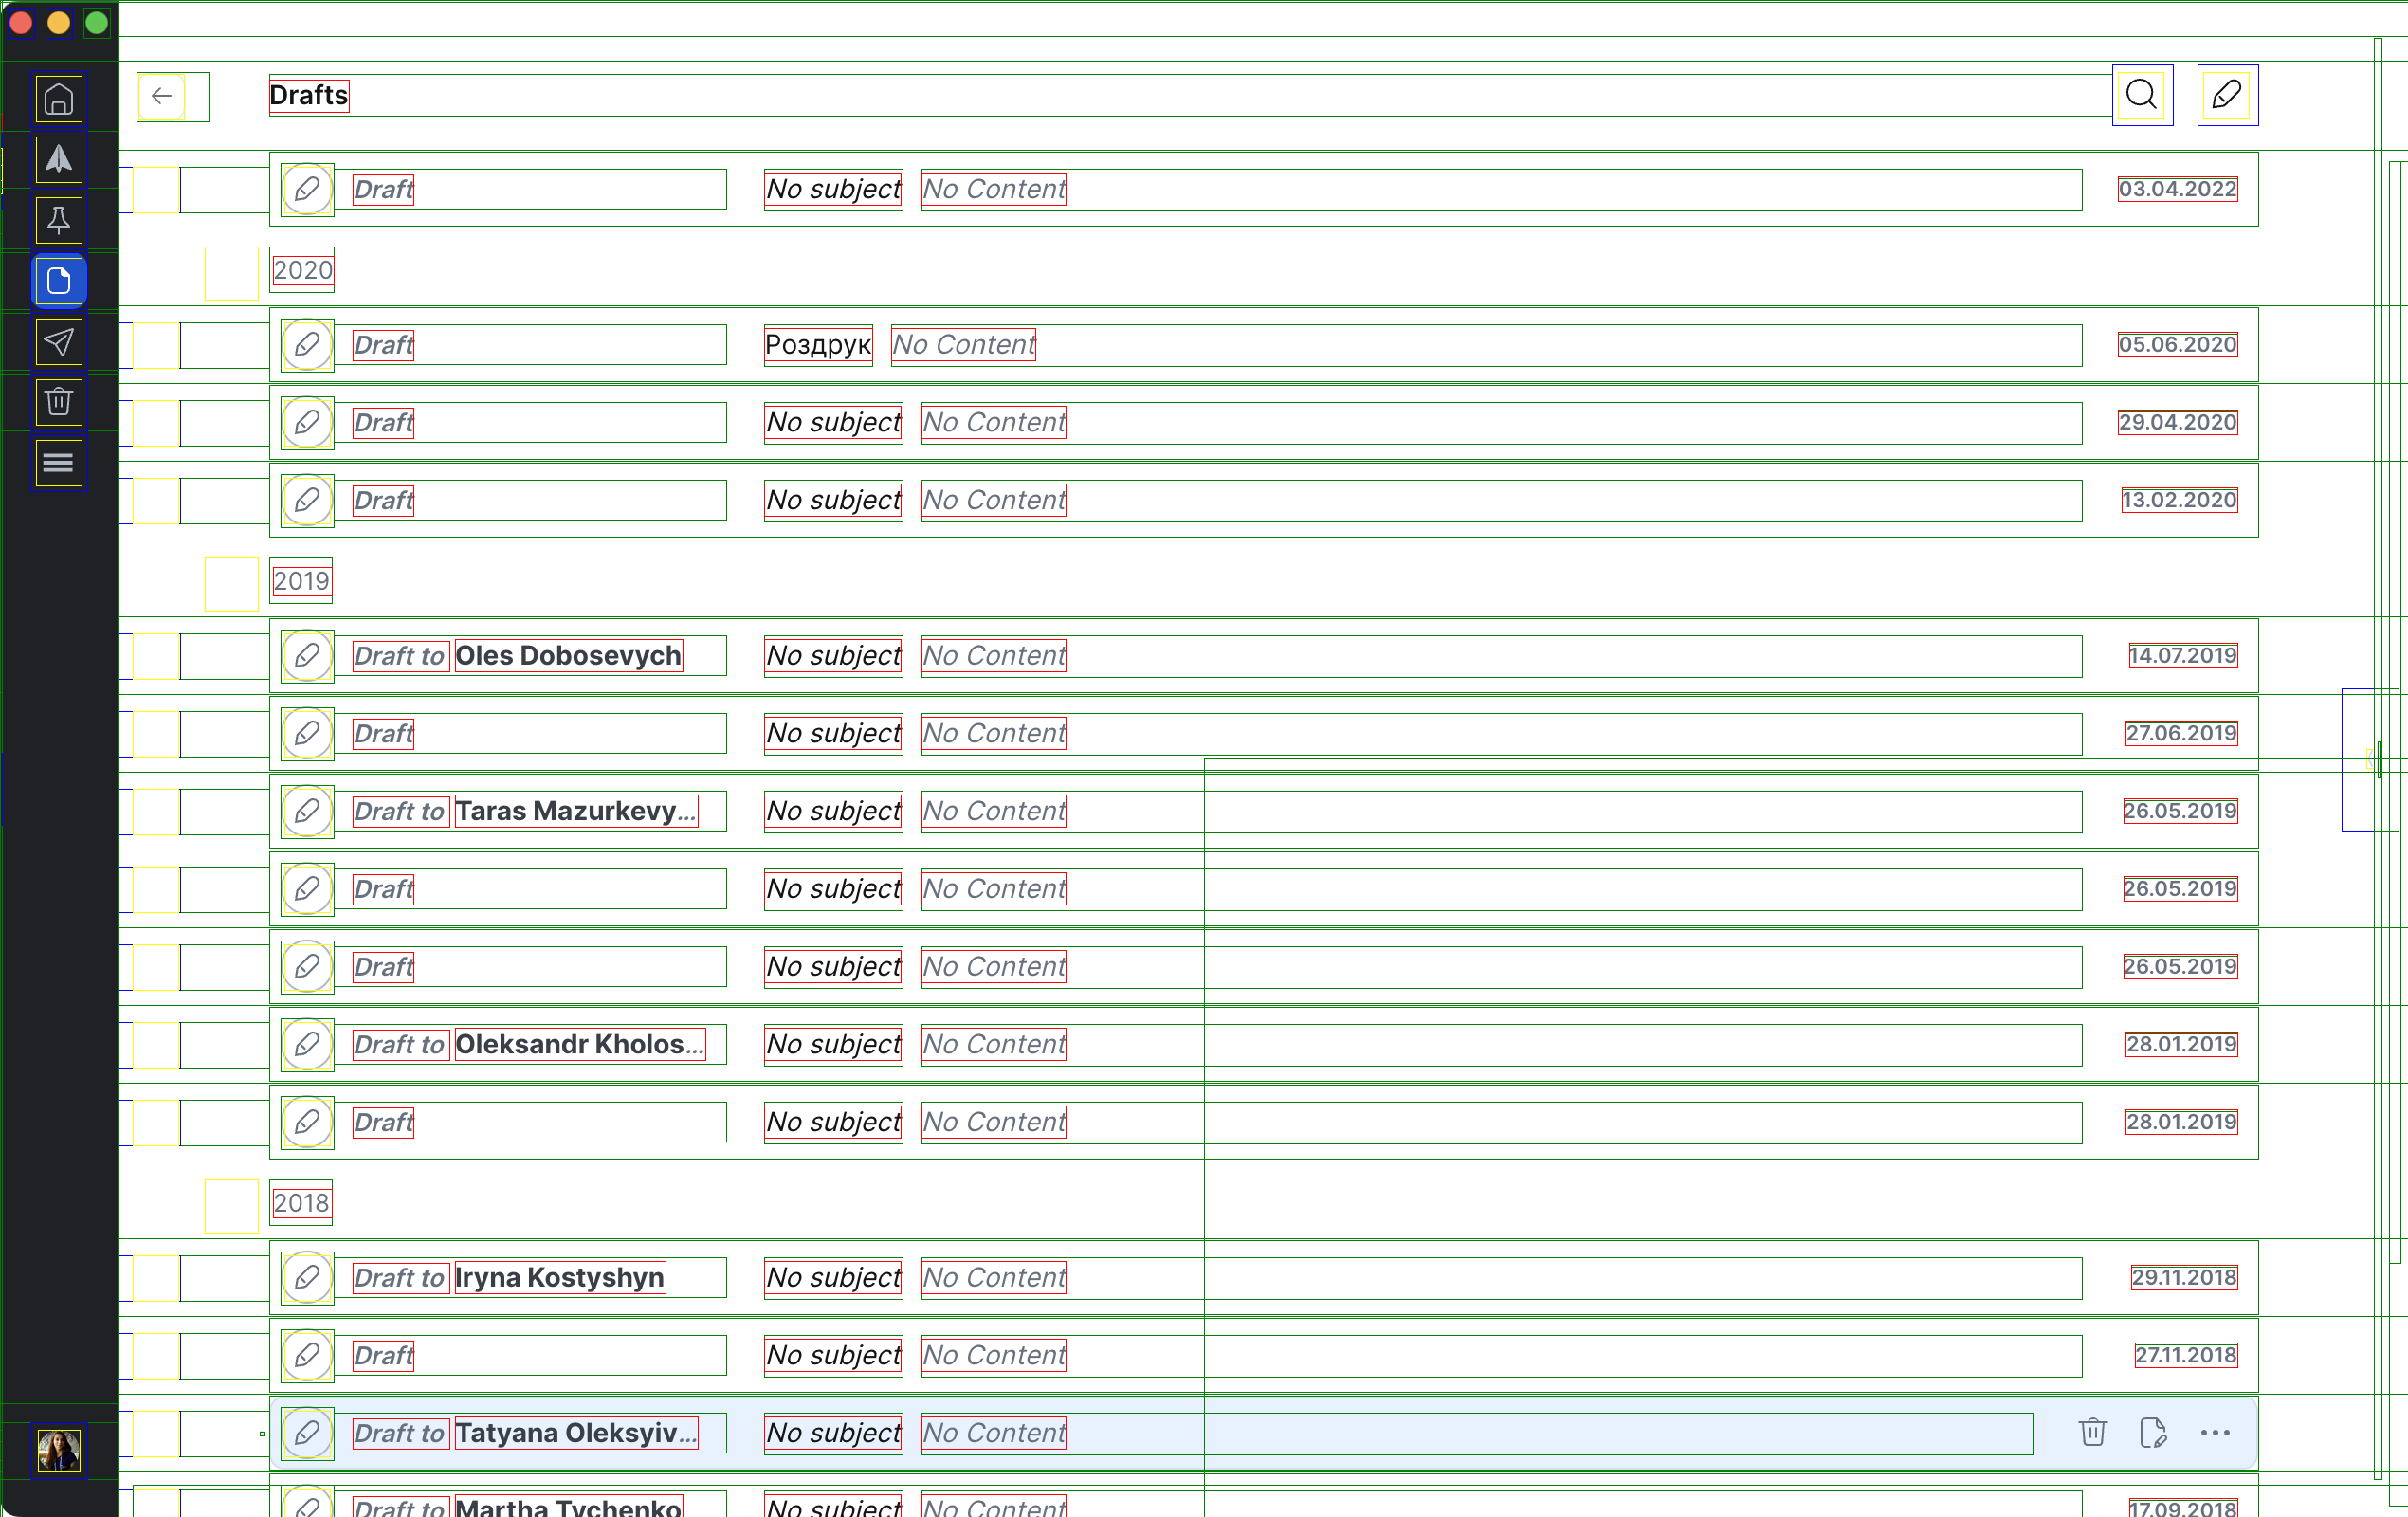 Drafts
Draft No subject No Content 03.04.2022
2020
Draft Роздрук No Content 05.06.2020
Draft No subject No Content 29.04.2020
Draft No subject No Content 13.02.2020
2019
Draft to Oles Dobosevych No subject No Content 14.07.2019
Draft No subject No Content 27.06.2019
Draft to Taras Mazurkevy... No subject No Content 26.05.2019
Draft No subject No Content 26.05.2019
Draft No subject No Content 26.05.2019
Draft to Oleksandr Kholos... No subject No Content 28.01.2019
Draft No subject No Content 28.01.2019
2018
Draft to Iryna Kostyshyn No subject No Content 29.11.2018
Draft No subject No Content 27.11.2018
Draft to Tatyana Oleksyiv... No subject No Content
Draft to Martha Tychenko No subject No Content 17.09.2018